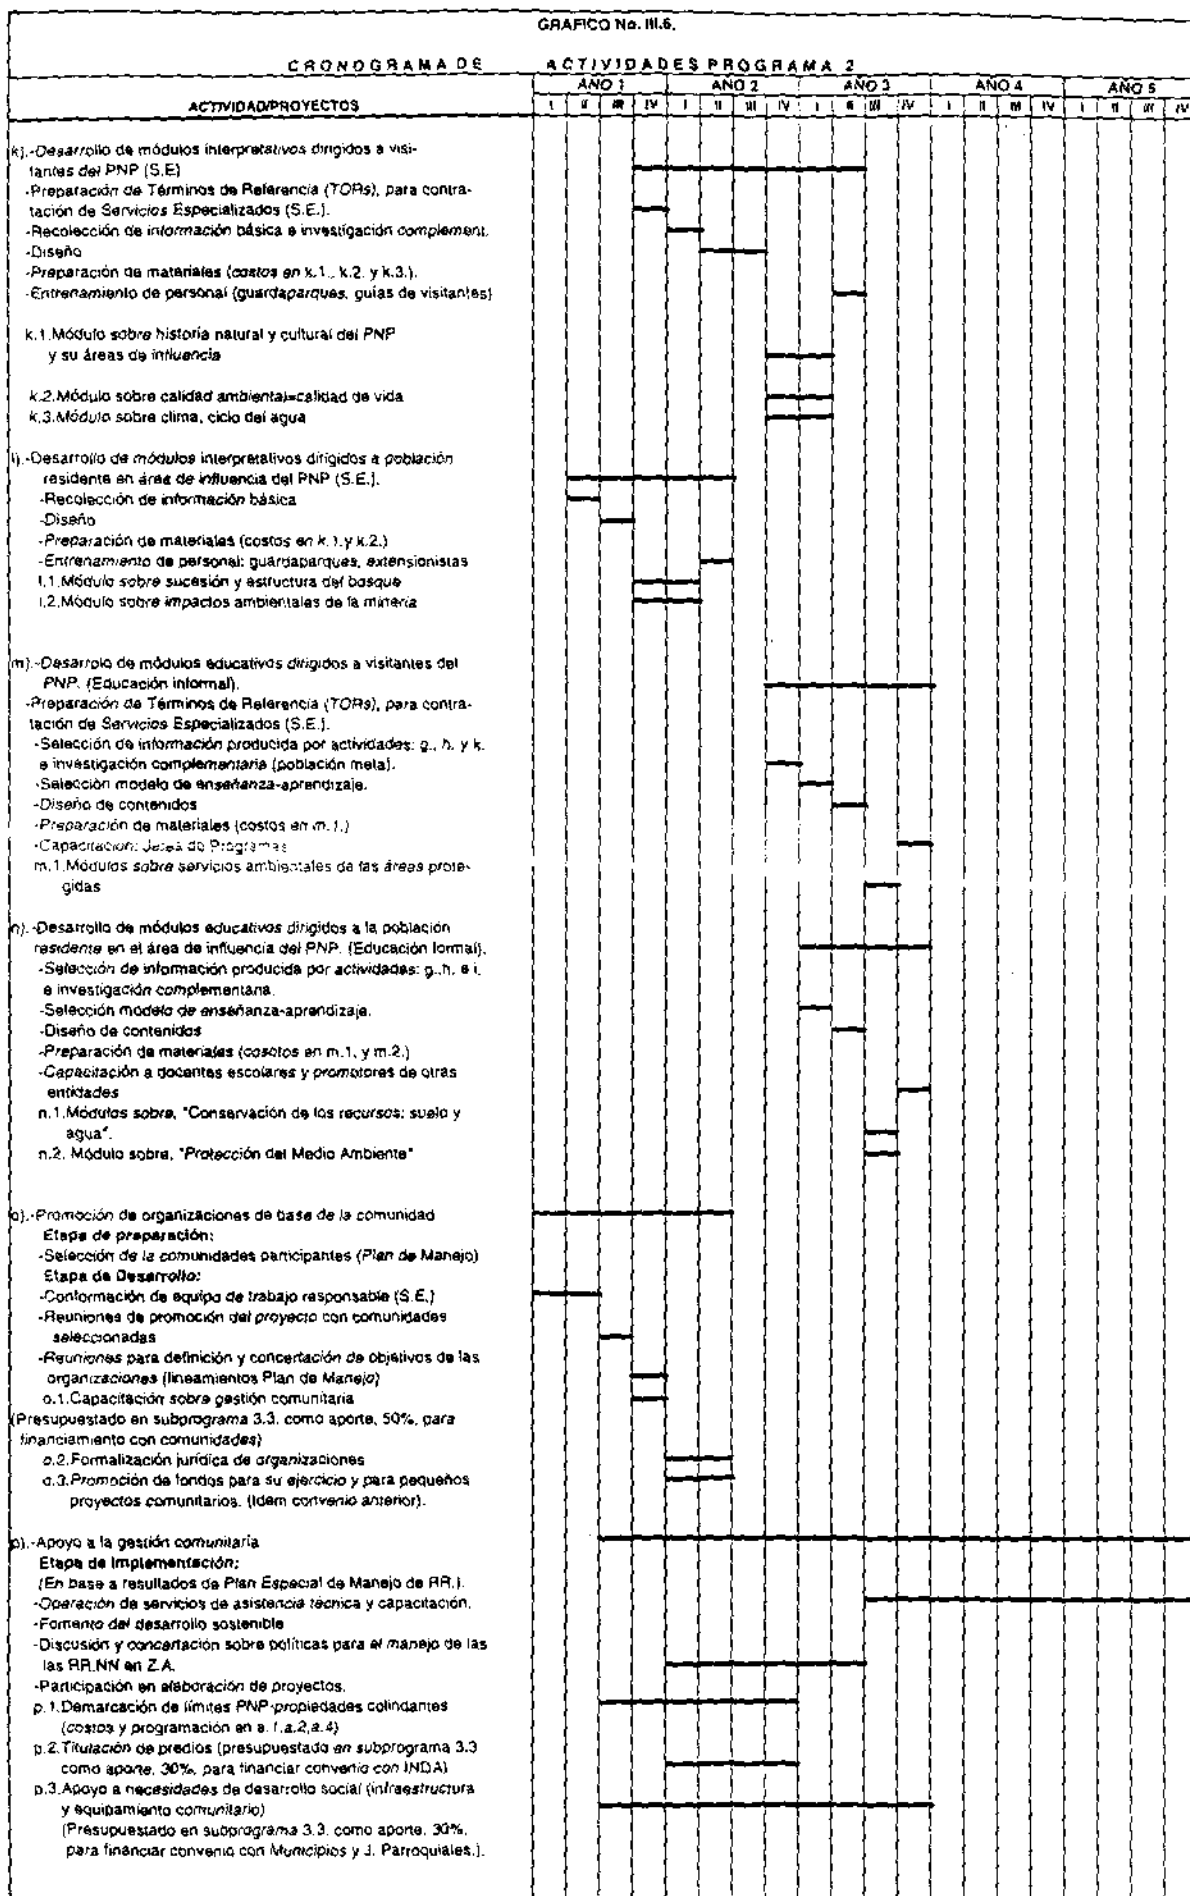 GRAFICO No. III.6.
CRONOGRAMA DE ACTIVIDADES PROGRAMA 2
AÑO 1 AÑO 2 AÑO 3 AÑO 4 AÑO 5
ACTIVIDAD/PROYECTOS I II III IV I II III IV I II III IV I II III IV I II III IV
k).-Desarrollo de módulos interpretativos dirigidos a visi-
tantes del PNP (S.E)
-Preparación de Términos de Referencia (TORs), para contra-
tación de Servicios Especializados (S.E.).
-Recolección de información básica e investigación complement.
-Diseño
-Preparación de materiales (costos en k.1., k.2. y k.3.).
-Entrenamiento de personal (guardaparques, guías de visitantes)
k.1.Módulo sobre historia natural y cultural del PNP
y su áreas de influencia
k.2.Módulo sobre calidad ambiental=calidad de vida
k.3.Módulo sobre clima, ciclo del agua
l).-Desarrollo de módulos interpretativos dirigidos a población
residente en área de influencia del PNP (S.E.).
-Recolección de información básica
-Diseño
-Preparación de materiales (costos en k.1.y k.2.)
-Entrenamiento de personal: guardaparques, extensionistas
l.1.Módulo sobre sucesión y estructura del bosque
l.2.Módulo sobre impactos ambientales de la minería
m).-Desarrolo de módulos educativos dirigidos a visitantes del
PNP. (Educación informal).
-Preparación de Términos de Referencia (TORs), para contra-
tación de Servicios Especializados (S.E.).
-Selección de información producida por actividades: g., h. y k.
e investigación complementaria (población meta).
-Selección modelo de enseñanza-aprendizaje.
-Diseño de contenidos
-Preparación de materiales (costos en m.1.)
-Capacitación: Jefes de Programas
m.1.Módulos sobre servicios ambientales de las áreas prote-
gidas
n).-Desarrollo de módulos educativos dirigidos a la población
residente en el área de influencia del PNP. (Educación formal).
-Selección de información producida por actividades: g.,h. e i.
e investigación complementaria.
-Selección modelo de enseñanza-aprendizaje.
-Diseño de contenidos
-Preparación de materiales (cosotos en m.1. y m.2.)
-Capacitación a docentes escolares y promotores de otras
entidades
n.1.Módulos sobre, "Conservación de los recursos: suelo y
agua".
n.2. Módulo sobre, "Protección del Medio Ambiente"
o).-Promoción de organizaciones de base de la comunidad
Etapa de preparación:
-Selección de la comunidades participantes (Plan de Manejo)
Etapa de Desarrollo:
-Conformación de equipo de trabajo responsable (S.E.)
-Reuniones de promoción del proyecto con comunidades
seleccionadas
-Reuniones para definición y concertación de objetivos de las
organizaciones (lineamientos Plan de Manejo)
o.1.Capacitación sobre gestión comunitaria
(Presupuestado en subprograma 3.3. como aporte, 50%, para
financiamiento con comunidades)
o.2.Formalización jurídica de organizaciones
o.3.Promoción de fondos para su ejercicio y para pequeños
proyectos comunitarios. (Idem convenio anterior).
p).-Apoyo a la gestión comunitaria
Etapa de Implementación:
(En base a resultados de Plan Especial de Manejo de RR.).
-Operación de servicios de asistencia técnica y capacitación.
-Fomento del desarrollo sostenible
-Discusión y concertación sobre políticas para el manejo de las
las RR.NN en Z.A.
-Participación en elaboración de proyectos.
p.1.Demarcación de límites PNP-propiedades colindantes
(costos y programación en a.1,a.2,a.4)
p.2.Titulación de predios (presupuestado en subprograma 3.3
como aporte, 30%, para financiar convenio con INDA)
p.3.Apoyo a necesidades de desarrollo social (infraestructura
y equipamiento comunitario)
(Presupuestado en subprograma 3.3. como aporte, 30%,
para financiar convenio con Municipios y J. Parroquiales.).